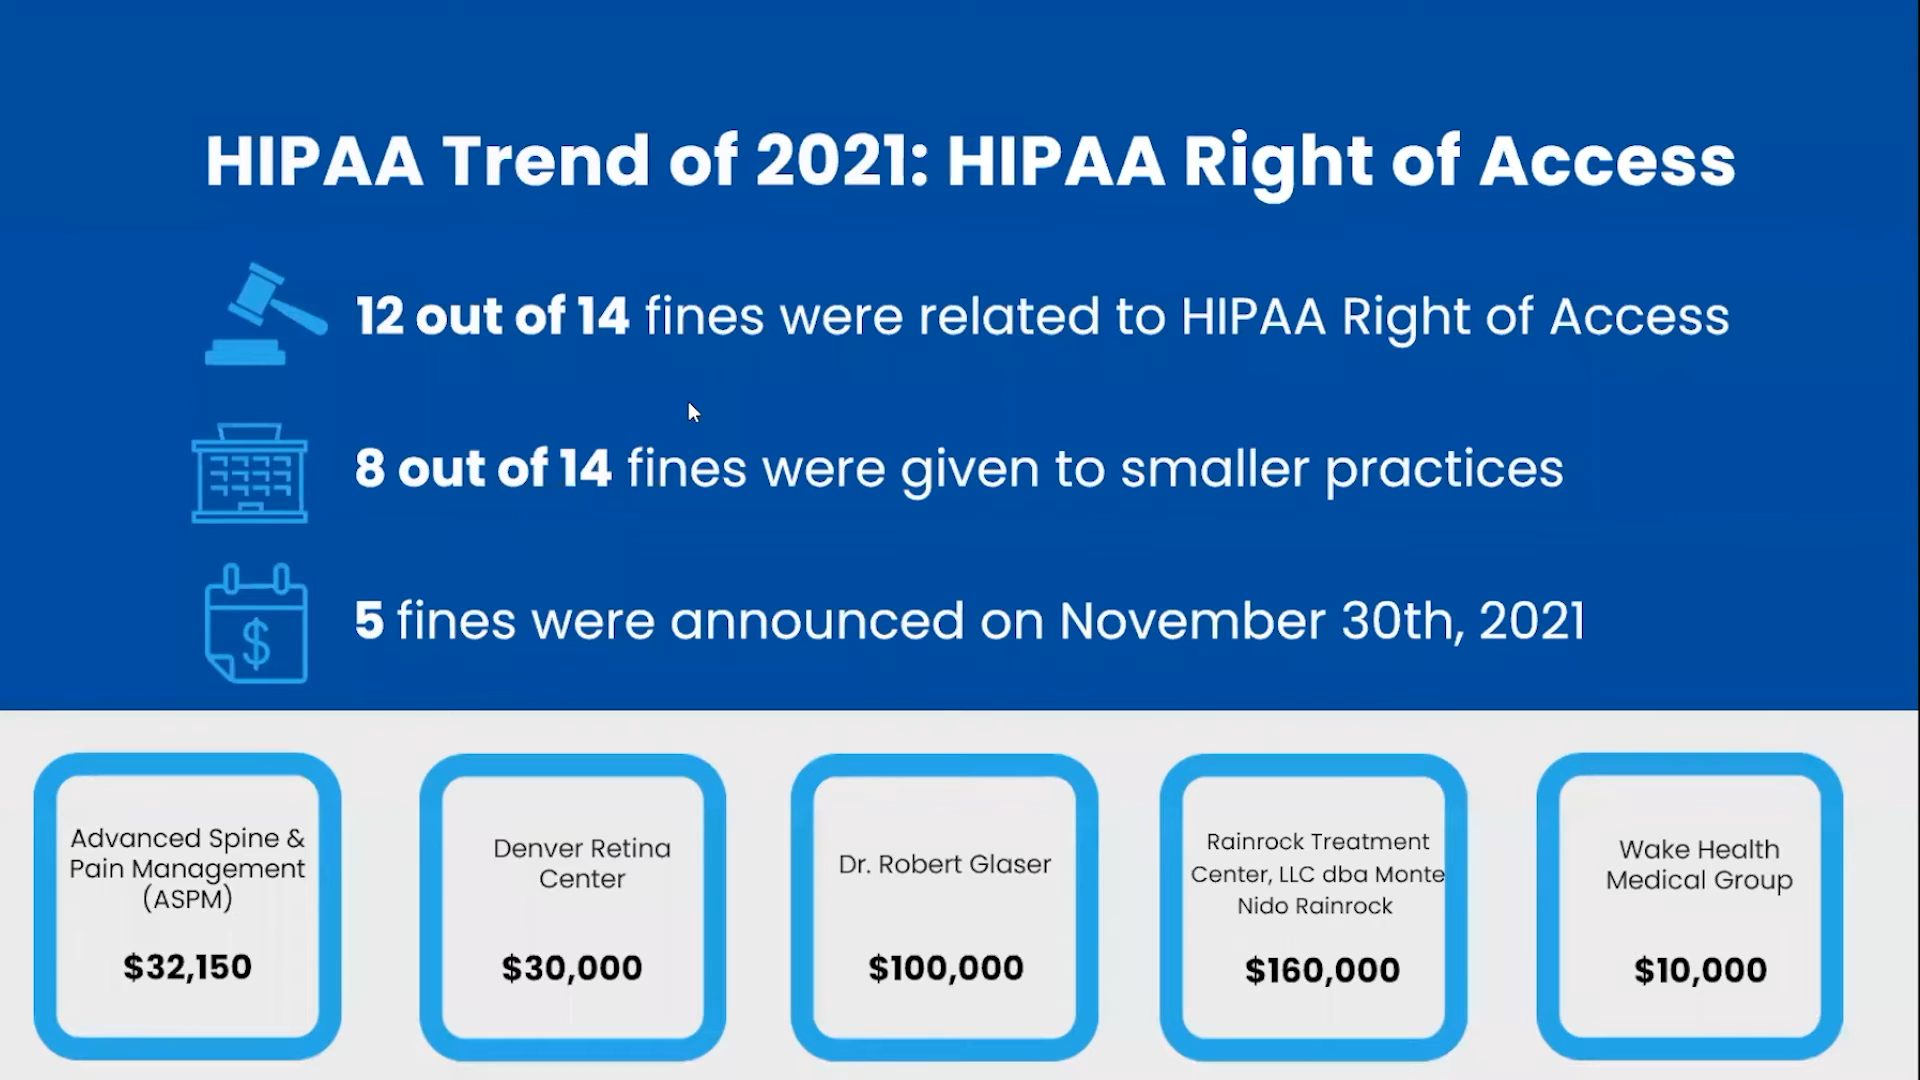 HIPAA Trend of 2021: HIPAA Right of Access
12 out of 14 fines were related to HIPAA Right of Access
8 out of 14 fines were given to smaller practices
5 fines were announced on November 30th, 2021
Advanced Spine &
Pain Management
(ASPM)
$32,150
Denver Retina
Center
$30,000
Dr. Robert Glaser
$100,000
Rainrock Treatment
Center, LLC dba Monte
Nido Rainrock
$160,000
Wake Health
Medical Group
$10,000